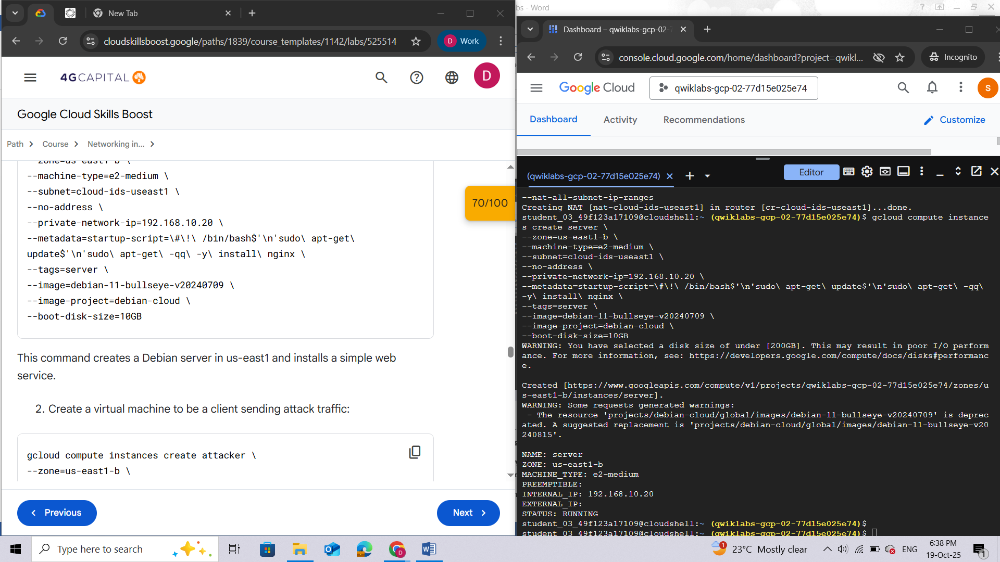 New Tab
cloudskillsboost.google/paths/1839/course_templates/1142/labs/525514
D
Work
4GCAPITAL
D
Google Cloud Skills Boost
Path
Course
Networking in...
--zone=us-east1-b \
--machine-type=e2-medium \
--subnet=cloud-ids-useast1 \
--no-address \
--private-network-ip=192.168.10.20 \
--metadata=startup-script=\#\!\ /bin/bash$'\n'sudo\ apt-get\
update$'\n'sudo\ apt-get\ -qq\ -y\ install\ nginx \
--tags=server \
--image=debian-11-bullseye-v20240709 \
--image-project=debian-cloud \
--boot-disk-size=10GB
70/100
This command creates a Debian server in us-east1 and installs a simple web
service.
2. Create a virtual machine to be a client sending attack traffic:
gcloud compute instances create attacker \
--zone=us-east1-b \
Previous
Next
bs - Word
Dashboard – qwiklabs-gcp-02-7
console.cloud.google.com/home/dashboard?project=qwikl...
Incognito
Google Cloud
qwiklabs-gcp-02-77d15e025e74
S
Dashboard
Activity
Recommendations
Customize
(qwiklabs-gcp-02-77d15e025e74)
Editor
--nat-all-subnet-ip-ranges
Creating NAT [nat-cloud-ids-useast1] in router [cr-cloud-ids-useast1]...done.
student_03_49f123a17109@cloudshell:~ (qwiklabs-gcp-02-77d15e025e74)$ gcloud compute instance
s create server \
--zone=us-east1-b \
--machine-type=e2-medium \
--subnet=cloud-ids-useast1 \
--no-address \
--private-network-ip=192.168.10.20 \
--metadata=startup-script=\#\!\ /bin/bash$'\n'sudo\ apt-get\ update$'\n'sudo\ apt-get\ -qq\
-y\ install\ nginx \
--tags=server \
--image=debian-11-bullseye-v20240709 \
--image-project=debian-cloud \
--boot-disk-size=10GB
WARNING: You have selected a disk size of under [200GB]. This may result in poor I/O perform
ance. For more information, see: https://developers.google.com/compute/docs/disks#performanc
e.
Created [https://www.googleapis.com/compute/v1/projects/qwiklabs-gcp-02-77d15e025e74/zones/u
s-east1-b/instances/server].
WARNING: Some requests generated warnings:
- The resource 'projects/debian-cloud/global/images/debian-11-bullseye-v20240709' is deprec
ated. A suggested replacement is 'projects/debian-cloud/global/images/debian-11-bullseye-v20
240815'.
NAME: server
ZONE: us-east1-b
MACHINE_TYPE: e2-medium
PREEMPTIBLE:
INTERNAL_IP: 192.168.10.20
EXTERNAL_IP:
STATUS: RUNNING
student_03_49f123a17109@cloudshell:~ (qwiklabs-gcp-02-77d15e025e74)$
student_03_49f123a17109@cloudshell:~ (qwiklabs-gcp-02-77d15e025e74)$
Type here to search
23°C Mostly clear
ENG
6:38 PM
19-Oct-25
1